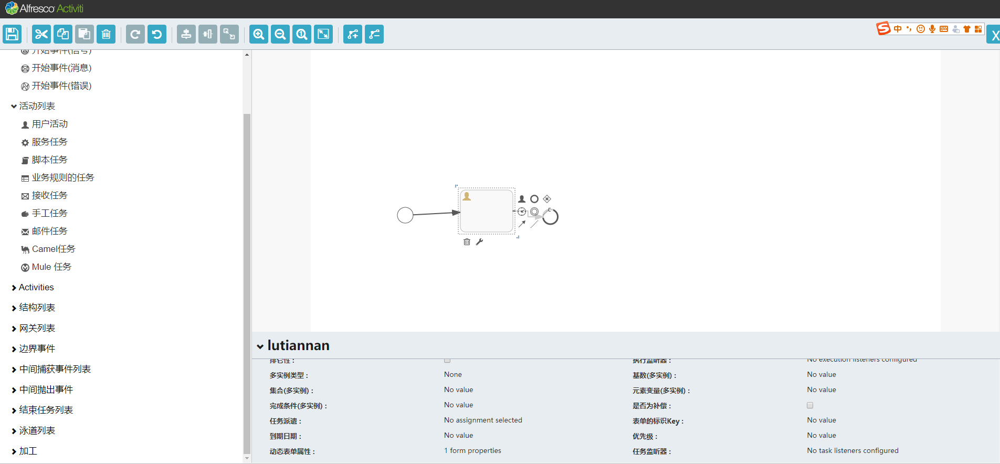 Alfresco Activiti
中
X
开始事件(信号)
开始事件(消息)
开始事件(错误)
活动列表
用户活动
服务任务
脚本任务
业务规则的任务
接收任务
手工任务
邮件任务
Camel任务
Mule 任务
Activities
结构列表
网关列表
边界事件
中间捕获事件列表
中间抛出事件
结束任务列表
泳道列表
加工
lutiannan
排它性 :
执行监听器 : No execution listeners configured
多实例类型 : None
基数(多实例) : No value
集合(多实例) : No value
元素变量(多实例) : No value
完成条件(多实例) : No value
是否为补偿 :
任务派遣 : No assignment selected
表单的标识Key : No value
到期日期 : No value
优先级 : No value
动态表单属性 : 1 form properties
任务监听器 : No task listeners configured